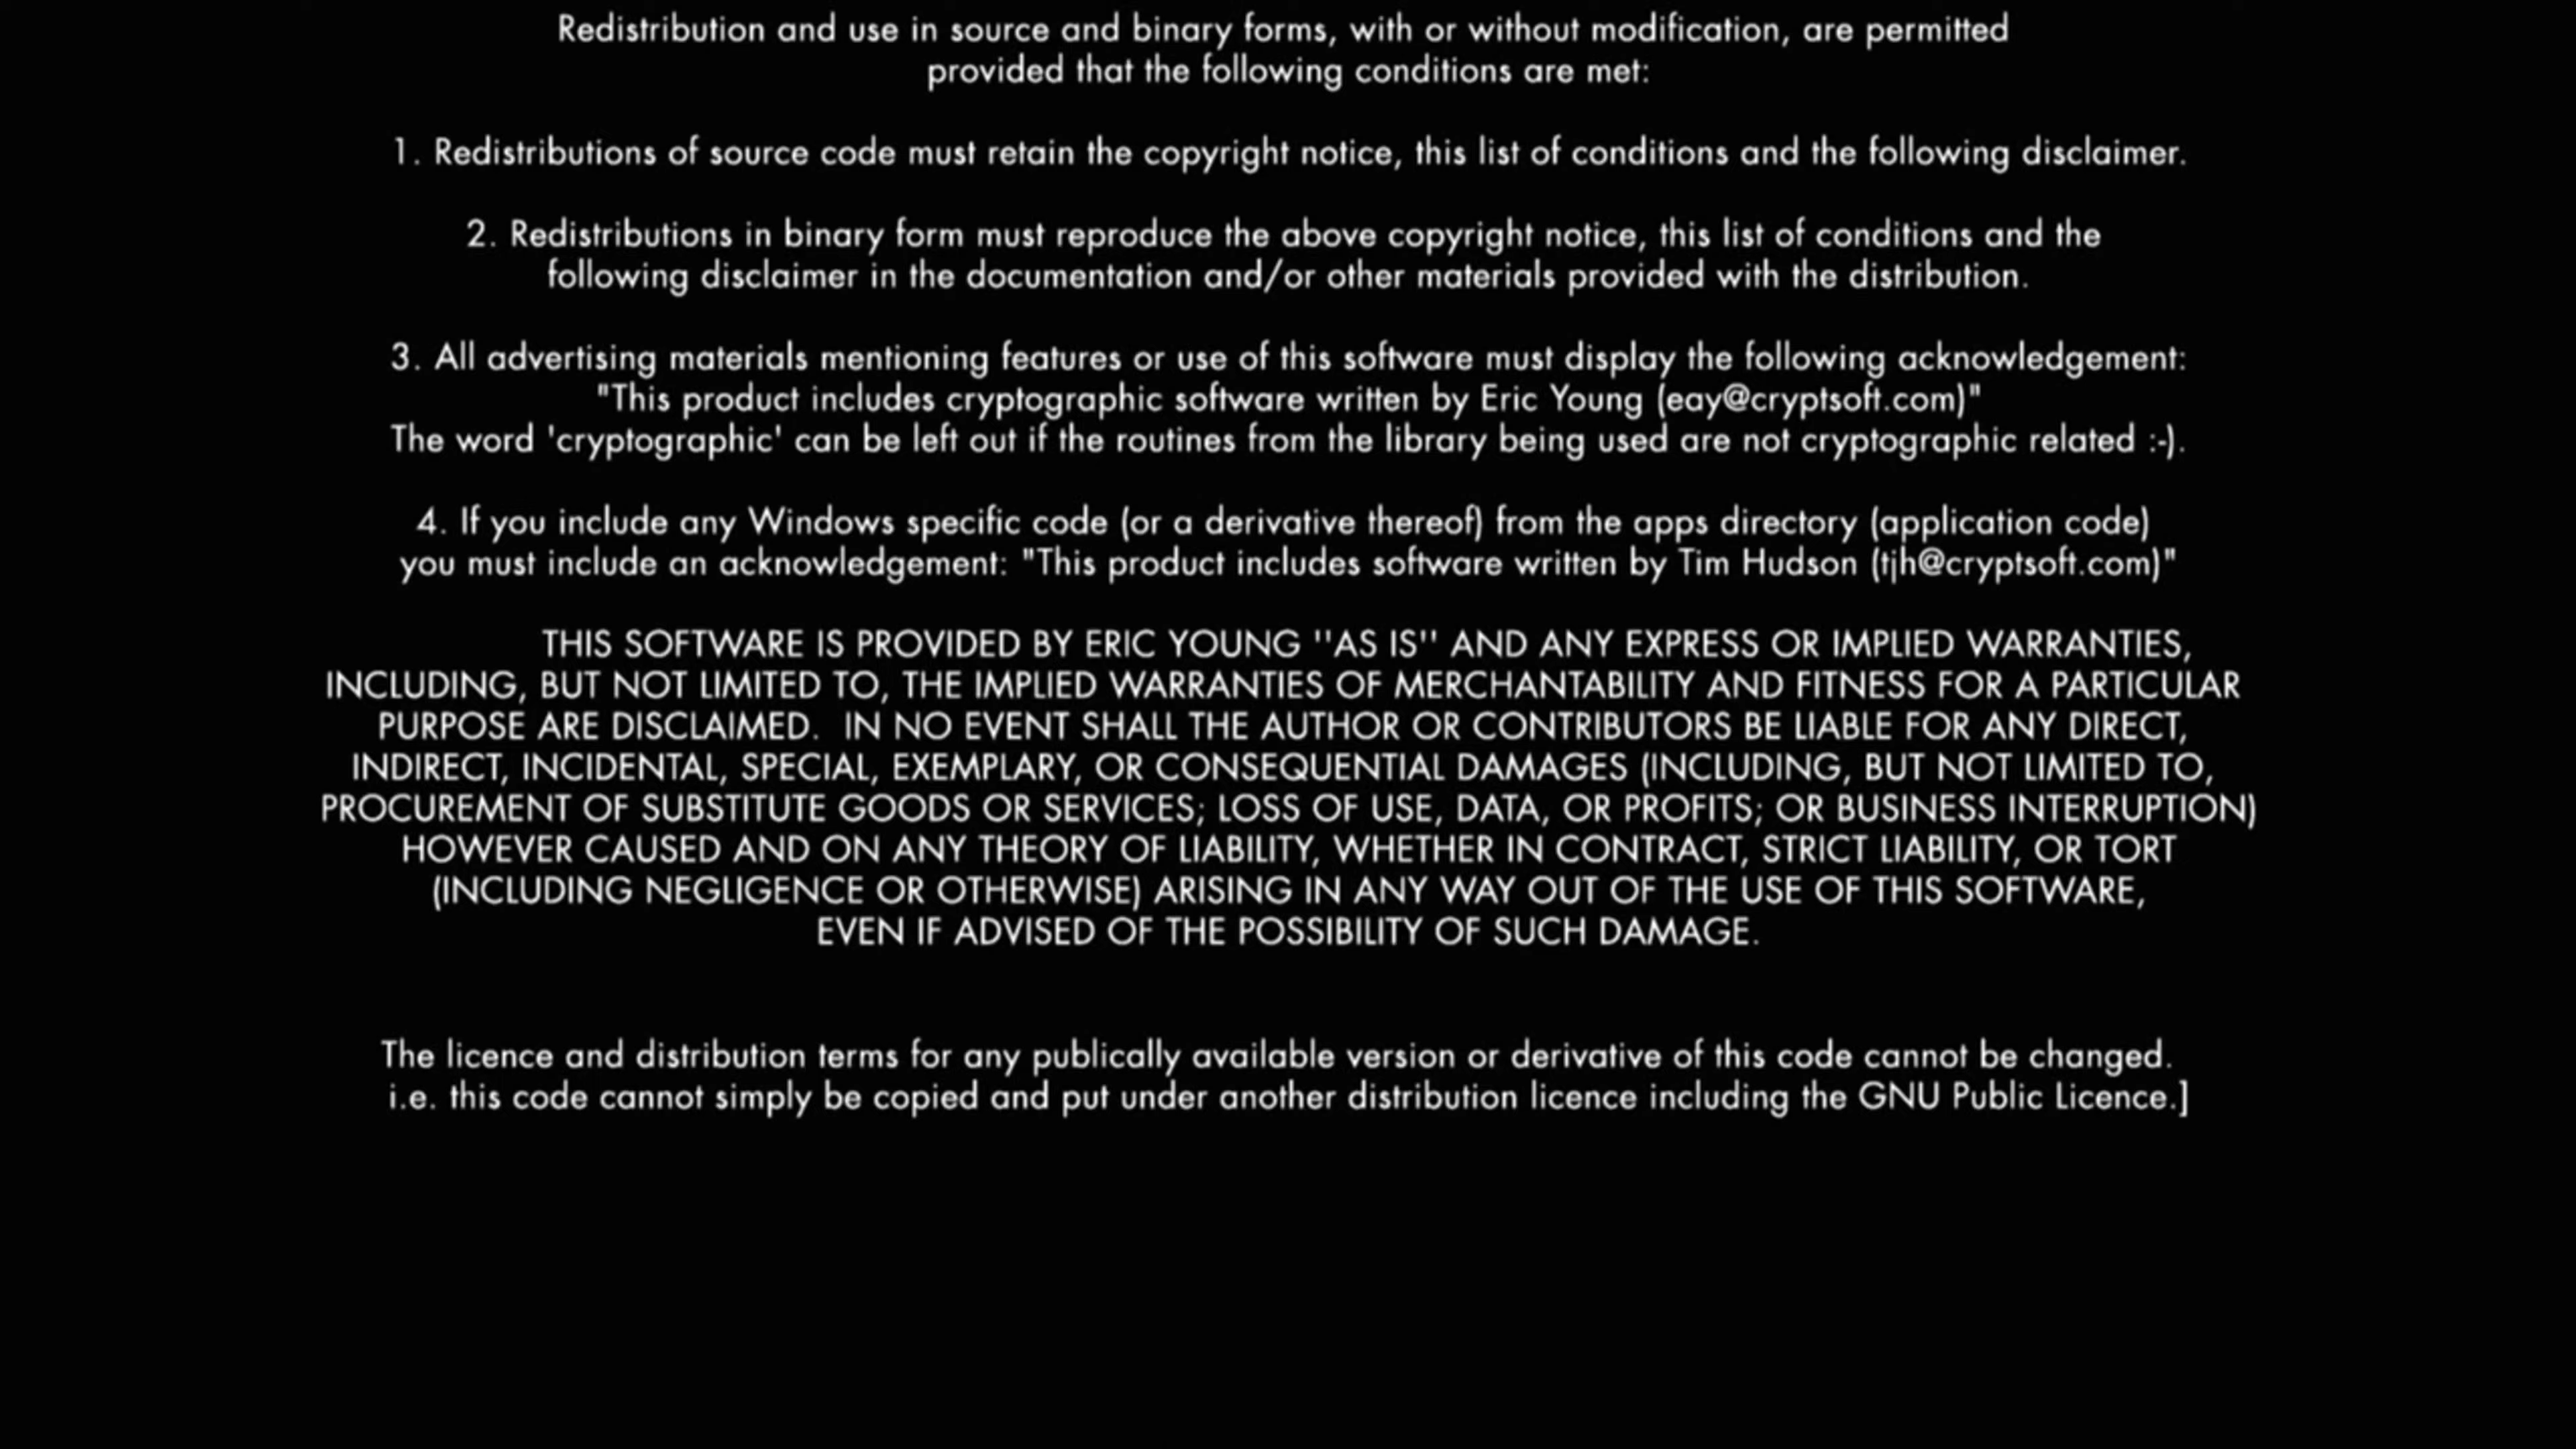 Redistribution and use in source and binary forms, with or without modification, are permitted
provided that the following conditions are met:
1. Redistributions of source code must retain the copyright notice, this list of conditions and the following disclaimer.
2. Redistributions in binary form must reproduce the above copyright notice, this list of conditions and the
following disclaimer in the documentation and/or other materials provided with the distribution.
3. All advertising materials mentioning features or use of this software must display the following acknowledgement:
"This product includes cryptographic software written by Eric Young (eay@cryptsoft.com)"
The word 'cryptographic' can be left out if the routines from the library being used are not cryptographic related :-).
4. If you include any Windows specific code (or a derivative thereof) from the apps directory (application code)
you must include an acknowledgement: "This product includes software written by Tim Hudson (tjh@cryptsoft.com)"
THIS SOFTWARE IS PROVIDED BY ERIC YOUNG ''AS IS'' AND ANY EXPRESS OR IMPLIED WARRANTIES,
INCLUDING, BUT NOT LIMITED TO, THE IMPLIED WARRANTIES OF MERCHANTABILITY AND FITNESS FOR A PARTICULAR
PURPOSE ARE DISCLAIMED.  IN NO EVENT SHALL THE AUTHOR OR CONTRIBUTORS BE LIABLE FOR ANY DIRECT,
INDIRECT, INCIDENTAL, SPECIAL, EXEMPLARY, OR CONSEQUENTIAL DAMAGES (INCLUDING, BUT NOT LIMITED TO,
PROCUREMENT OF SUBSTITUTE GOODS OR SERVICES; LOSS OF USE, DATA, OR PROFITS; OR BUSINESS INTERRUPTION)
HOWEVER CAUSED AND ON ANY THEORY OF LIABILITY, WHETHER IN CONTRACT, STRICT LIABILITY, OR TORT
(INCLUDING NEGLIGENCE OR OTHERWISE) ARISING IN ANY WAY OUT OF THE USE OF THIS SOFTWARE,
EVEN IF ADVISED OF THE POSSIBILITY OF SUCH DAMAGE.
The licence and distribution terms for any publically available version or derivative of this code cannot be changed.
i.e. this code cannot simply be copied and put under another distribution licence including the GNU Public Licence.]